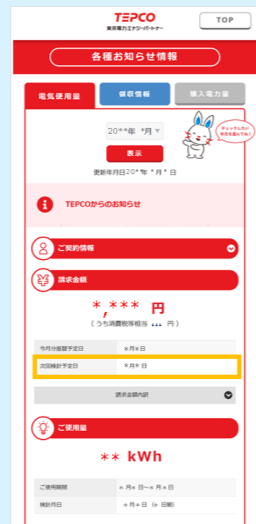 TEPCO
東京電力エナジーパートナー
TOP
各種お知らせ情報
電気使用量
領収情報
購入電力量
20**年 *月
表示
チェックしたい
年月を選んでね!
更新年月日20*年 *月* 日
TEPCOからのお知らせ
ご契約情報
請求金額
*,*** 円
(うち消費税等相当 *** 円)
今月分振替予定日 *月*日
次回検針予定日 *月* 日
請求金額内訳
ご使用量
** kWh
ご使用期間 *月* 日~*月*日
検針月日 *月*日 (* 日間)